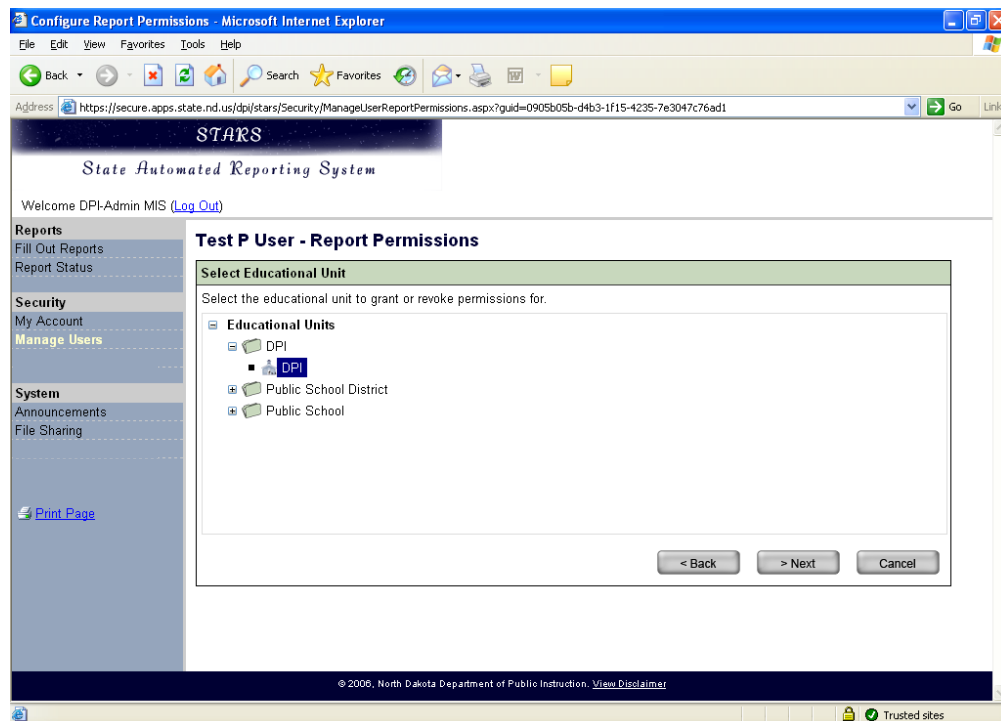 Configure Report Permissions - Microsoft Internet Explorer
File Edit View Favorites Tools Help
Back Search Favorites
Address https://secure.apps.state.nd.us/dpi/stars/Security/ManageUserReportPermissions.aspx?guid=0905b05b-d4b3-1f15-4235-7e3047c76ad1 Go Link
STARS
State Automated Reporting System
Welcome DPI-Admin MIS (Log Out)
Reports
Fill Out Reports
Report Status
Security
My Account
Manage Users
System
Announcements
File Sharing
Print Page
Test P User - Report Permissions
Select Educational Unit
Select the educational unit to grant or revoke permissions for.
Educational Units
DPI
DPI
Public School District
Public School
< Back > Next Cancel
© 2006, North Dakota Department of Public Instruction. View Disclaimer
Trusted sites